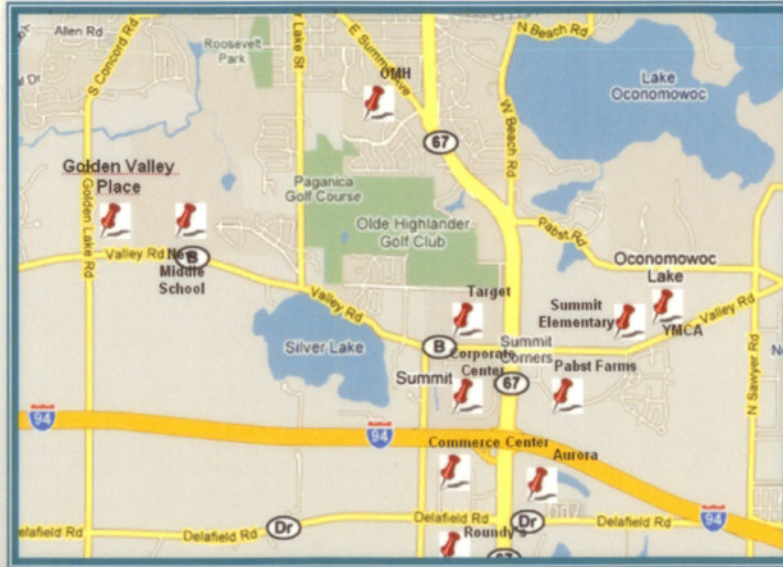 Allen Rd
S Concord Rd
Roosevelt
Park
Lake St
E Summit Ave
N Beach Rd
OMH
Lake
Oconomowoc
W Beach Rd
67
Golden Valley
Place
Golden Lake Rd
Paganica
Golf Course
Olde Highlander
Golf Club
Pabst Rd
Oconomowoc
Lake
Valley Rd
B
New
Middle
School
Valley Rd
Target
Summit
Elementary
YMCA
Valley Rd
Silver Lake
B
Summit
Corners
Corporate
Center
Summit
67
Pabst Farms
N Sawyer Rd
94
94
Commerce Center
Aurora
94
Delafield Rd
Dr
Delafield Rd
Dr
Delafield Rd
elafield Rd
Roundy's
67